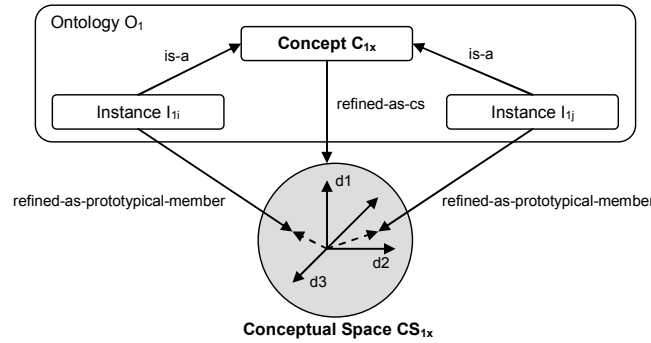 Ontology O1
Concept C1x
is-a
is-a
Instance I1i
refined-as-cs
Instance I1j
d1
refined-as-prototypical-member
refined-as-prototypical-member
d2
d3
Conceptual Space CS1x